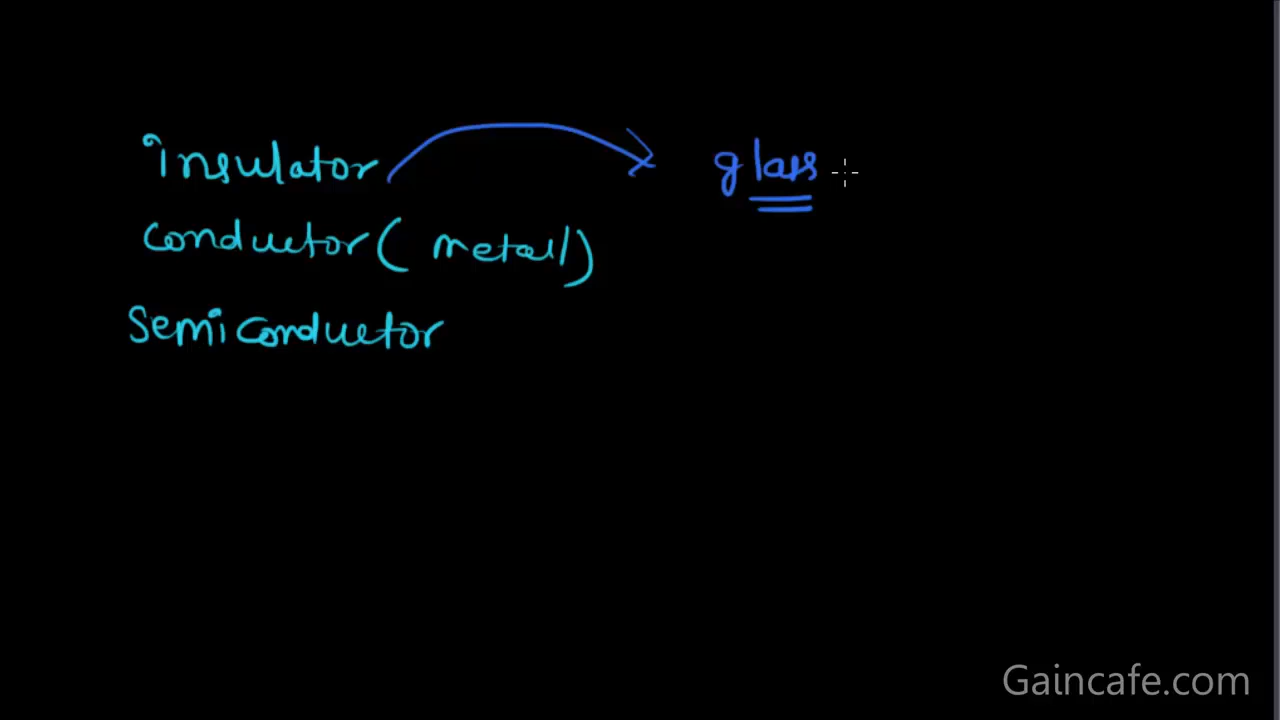 insulator → glass
conductor ( metal)
Semiconductor
Gaincafe.com